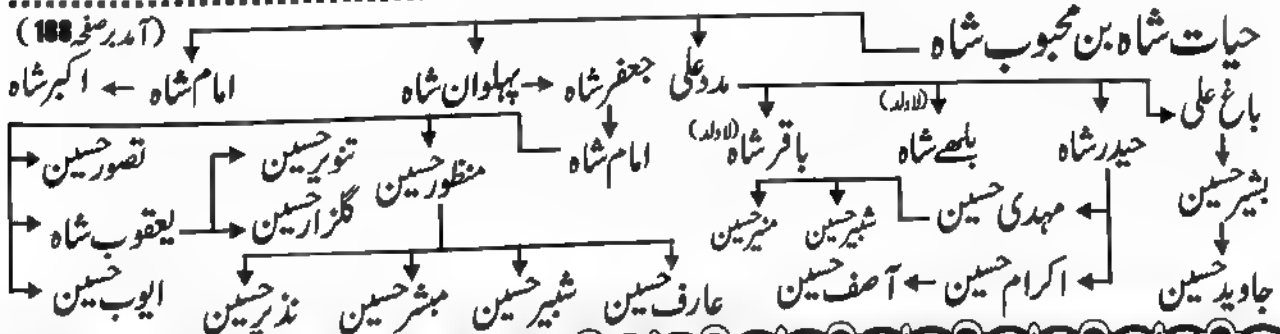 حیات شاہ بن محبوب شاہ (آمد بر صفحہ 188)
باغ علی مدد علی جعفر شاہ پہلوان شاہ امام شاہ اکبر شاہ
حیدر شاہ بلھے شاہ (لاولد) باقر شاہ (لاولد) امام شاہ منظور حسین تنویر حسین تصور حسین
بشیر حسین مہدی حسین شبیر حسین منیر حسین گلزار حسین یعقوب شاہ
جاوید حسین اکرام حسین آصف حسین عارف حسین شبیر حسین مبشر حسین نذیر حسین ایوب حسین